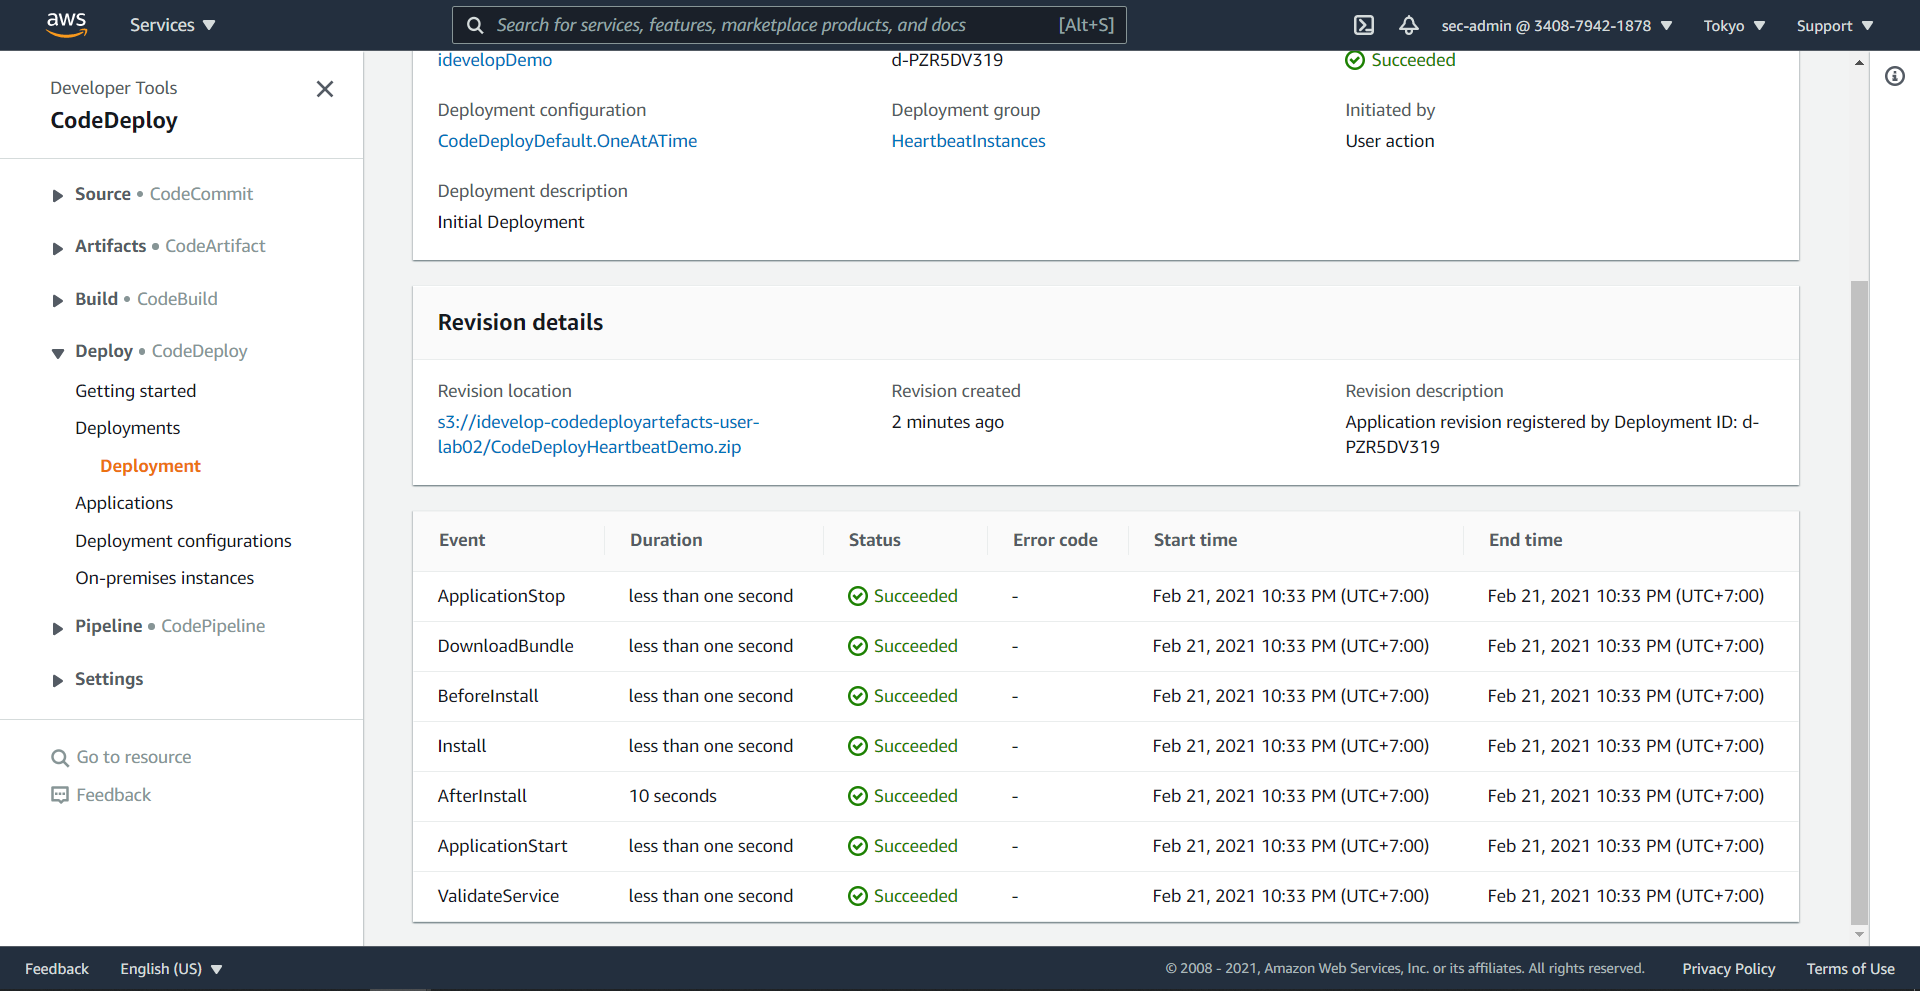 aws
Services
Search for services, features, marketplace products, and docs
[Alt+S]
sec-admin @ 3408-7942-1878
Tokyo
Support
Developer Tools
CodeDeploy
Source • CodeCommit
Artifacts • CodeArtifact
Build • CodeBuild
Deploy • CodeDeploy
Getting started
Deployments
Deployment
Applications
Deployment configurations
On-premises instances
Pipeline • CodePipeline
Settings
Go to resource
Feedback
idevelopDemo
d-PZR5DV319
Succeeded
Deployment configuration
CodeDeployDefault.OneAtATime
Deployment group
HeartbeatInstances
Initiated by
User action
Deployment description
Initial Deployment
Revision details
Revision location
s3://idevelop-codedeployartefacts-user-
lab02/CodeDeployHeartbeatDemo.zip
Revision created
2 minutes ago
Revision description
Application revision registered by Deployment ID: d-
PZR5DV319
Event Duration Status Error code Start time End time
ApplicationStop less than one second Succeeded - Feb 21, 2021 10:33 PM (UTC+7:00) Feb 21, 2021 10:33 PM (UTC+7:00)
DownloadBundle less than one second Succeeded - Feb 21, 2021 10:33 PM (UTC+7:00) Feb 21, 2021 10:33 PM (UTC+7:00)
BeforeInstall less than one second Succeeded - Feb 21, 2021 10:33 PM (UTC+7:00) Feb 21, 2021 10:33 PM (UTC+7:00)
Install less than one second Succeeded - Feb 21, 2021 10:33 PM (UTC+7:00) Feb 21, 2021 10:33 PM (UTC+7:00)
AfterInstall 10 seconds Succeeded - Feb 21, 2021 10:33 PM (UTC+7:00) Feb 21, 2021 10:33 PM (UTC+7:00)
ApplicationStart less than one second Succeeded - Feb 21, 2021 10:33 PM (UTC+7:00) Feb 21, 2021 10:33 PM (UTC+7:00)
ValidateService less than one second Succeeded - Feb 21, 2021 10:33 PM (UTC+7:00) Feb 21, 2021 10:33 PM (UTC+7:00)
Feedback
English (US)
© 2008 - 2021, Amazon Web Services, Inc. or its affiliates. All rights reserved.
Privacy Policy
Terms of Use